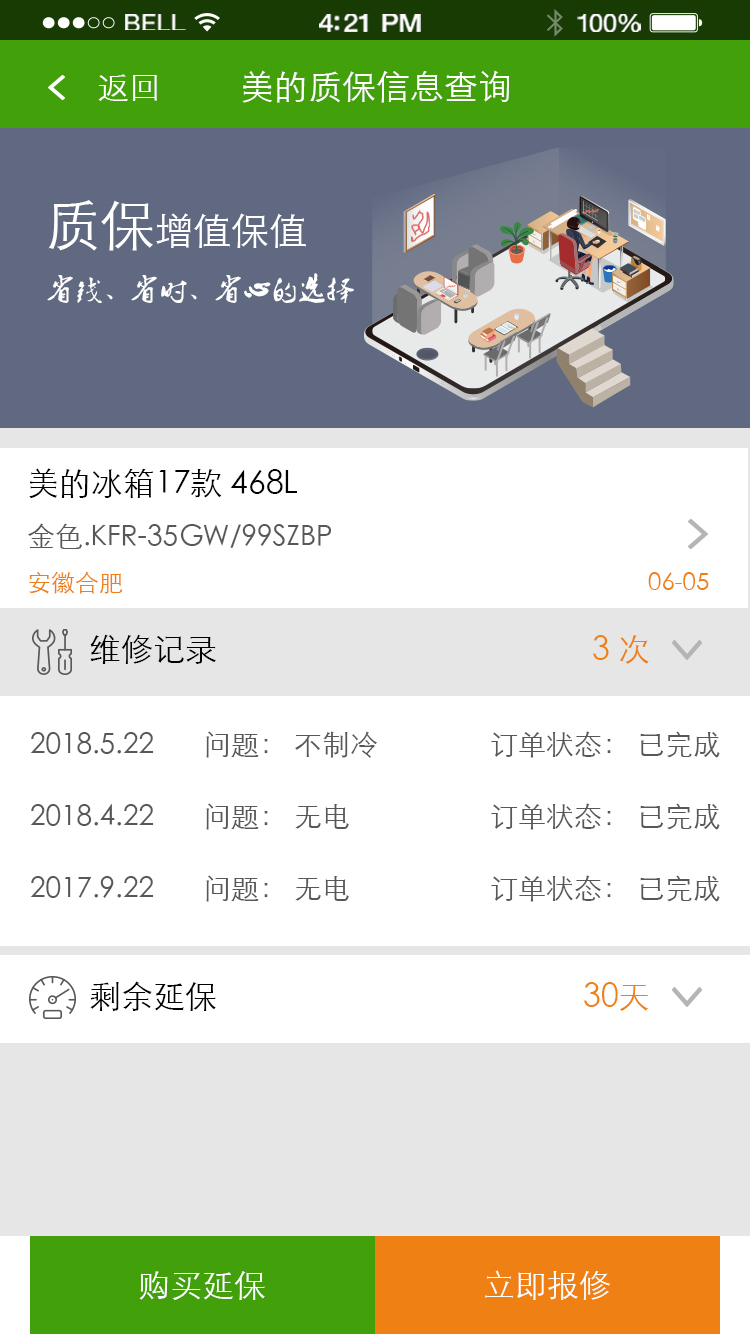 BELL 4:21 PM 100%
返回 美的质保信息查询
质保增值保值
省钱、省时、省心的选择
美的冰箱17款 468L
金色.KFR-35GW/99SZBP
安徽合肥 06-05
维修记录 3 次
2018.5.22 问题： 不制冷 订单状态： 已完成
2018.4.22 问题： 无电 订单状态： 已完成
2017.9.22 问题： 无电 订单状态： 已完成
剩余延保 30天
购买延保 立即报修